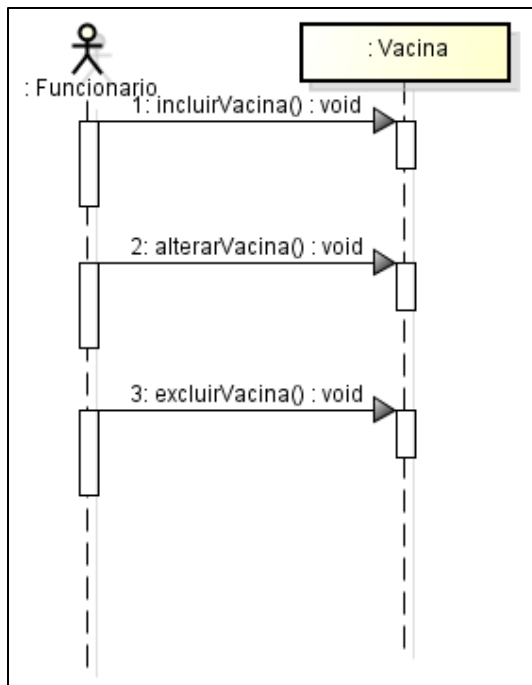 : Vacina
: Funcionario
1: incluirVacina() : void
2: alterarVacina() : void
3: excluirVacina() : void